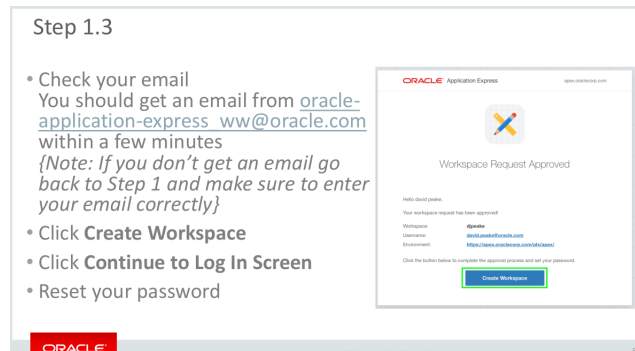 Step 1.3
• Check your email
You should get an email from oracle-
application-express_ww@oracle.com
within a few minutes
{Note: If you don't get an email go
back to Step 1 and make sure to enter
your email correctly}
• Click Create Workspace
• Click Continue to Log In Screen
• Reset your password
ORACLE Application Express apex.oraclecorp.com
Workspace Request Approved
Hello david peake,
Your workspace request has been approved!
Workspace: djpeake
Username: david.peake@oracle.com
Environment: https://apex.oraclecorp.com/pls/apex/
Click the button below to complete the approval process and set your password.
Create Workspace
ORACLE